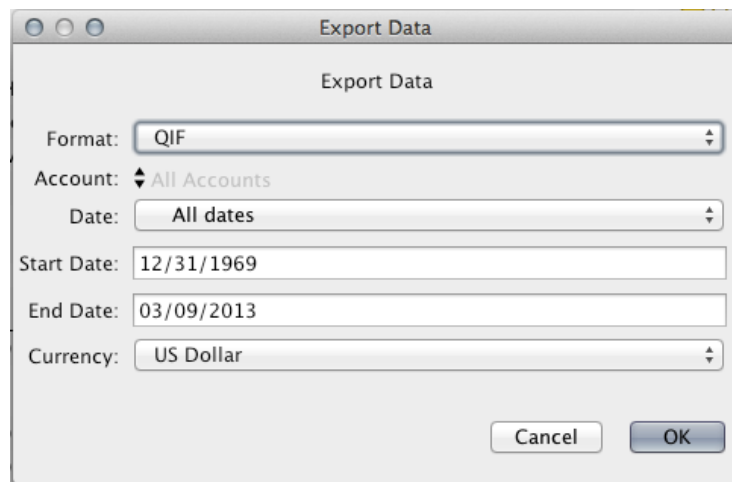 Export Data
Export Data
Format: QIF
Account: All Accounts
Date: All dates
Start Date: 12/31/1969
End Date: 03/09/2013
Currency: US Dollar
Cancel OK